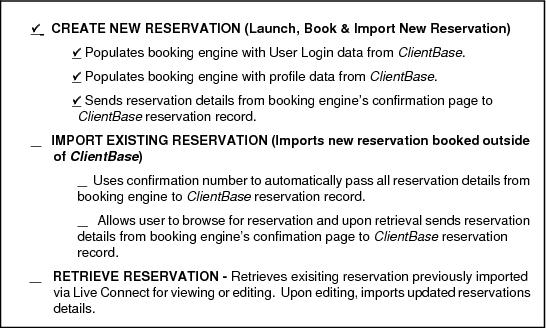 ✓ CREATE NEW RESERVATION (Launch, Book & Import New Reservation)
✓ Populates booking engine with User Login data from ClientBase.
✓ Populates booking engine with profile data from ClientBase.
✓ Sends reservation details from booking engine's confirmation page to
ClientBase reservation record.
_ IMPORT EXISTING RESERVATION (Imports new reservation booked outside
of ClientBase)
_ Uses confirmation number to automatically pass all reservation details from
booking engine to ClientBase reservation record.
_ Allows user to browse for reservation and upon retrieval sends reservation
details from booking engine's confimation page to ClientBase reservation
record.
_ RETRIEVE RESERVATION - Retrieves exisiting reservation previously imported
via Live Connect for viewing or editing. Upon editing, imports updated reservations
details.